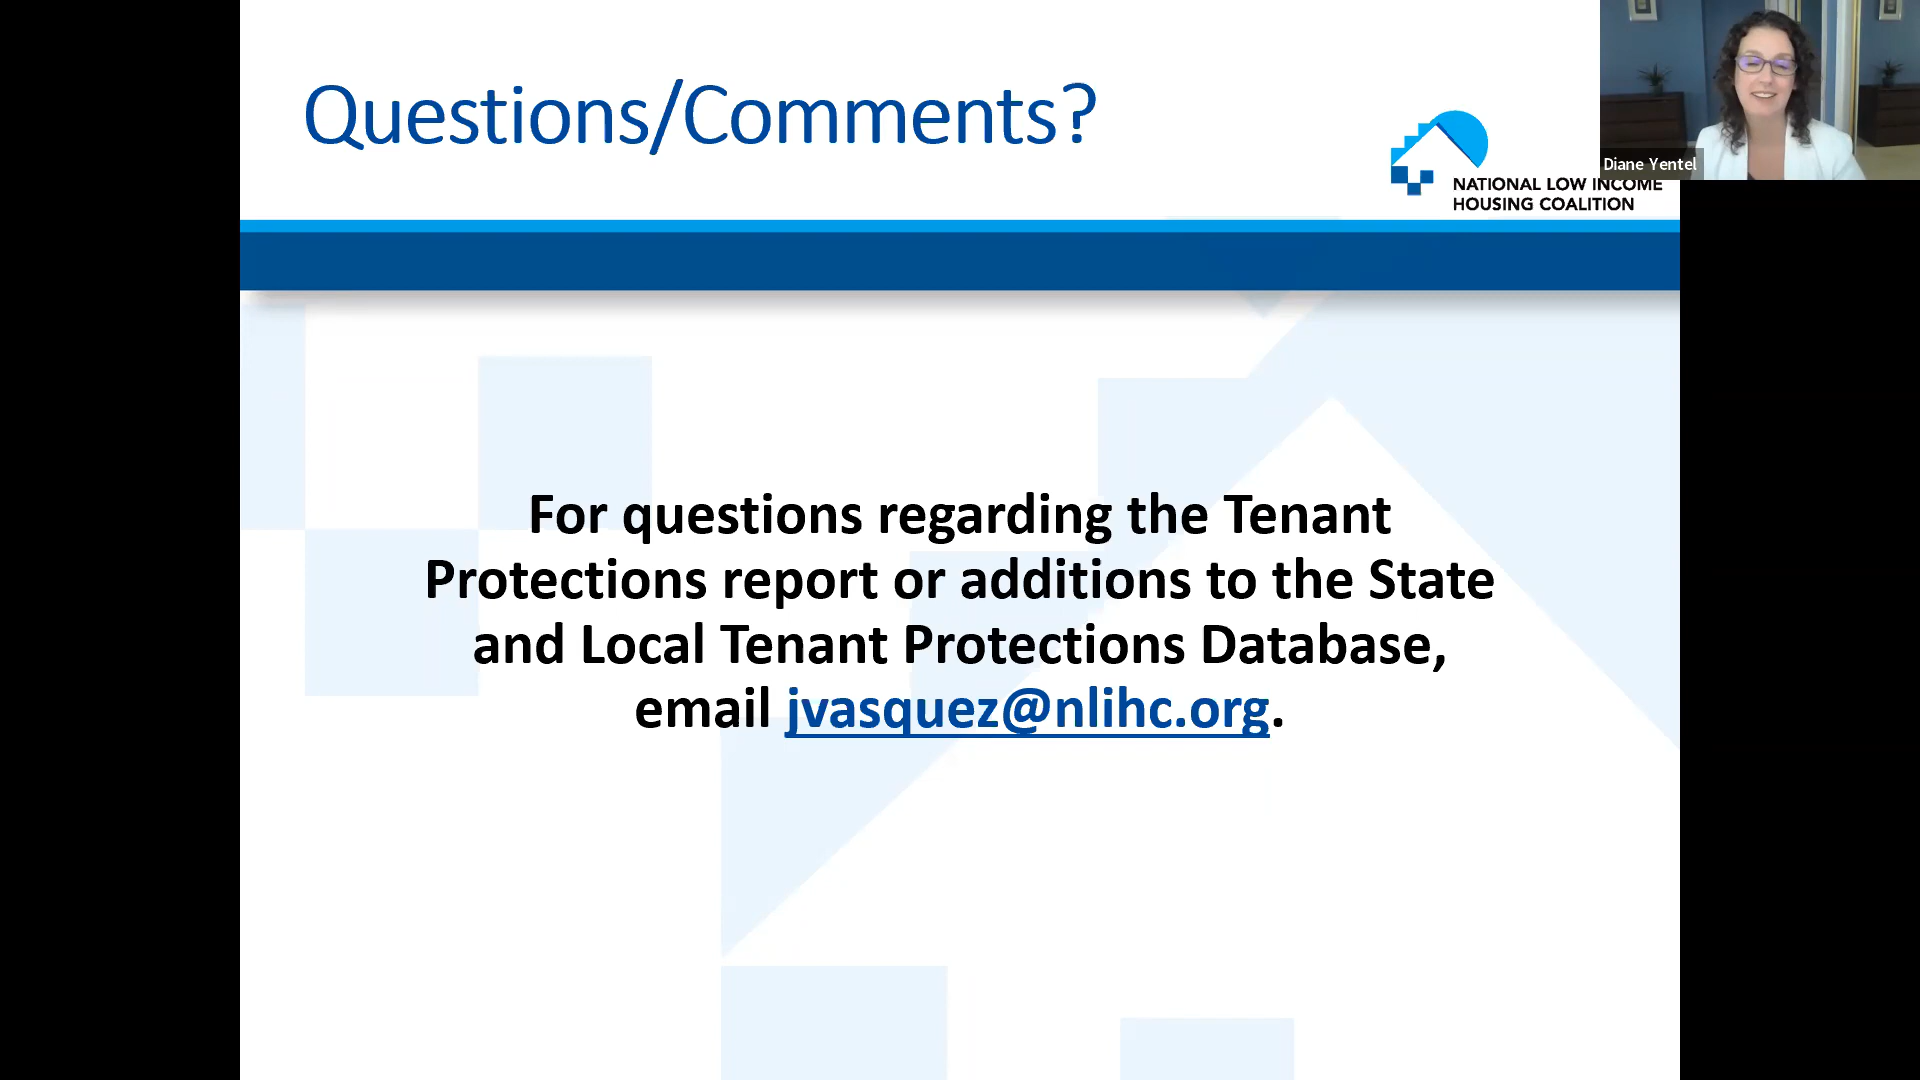 Questions/Comments?
NATIONAL LOW INCOME
HOUSING COALITION
Diane Yentel
For questions regarding the Tenant
Protections report or additions to the State
and Local Tenant Protections Database,
email jvasquez@nlihc.org.